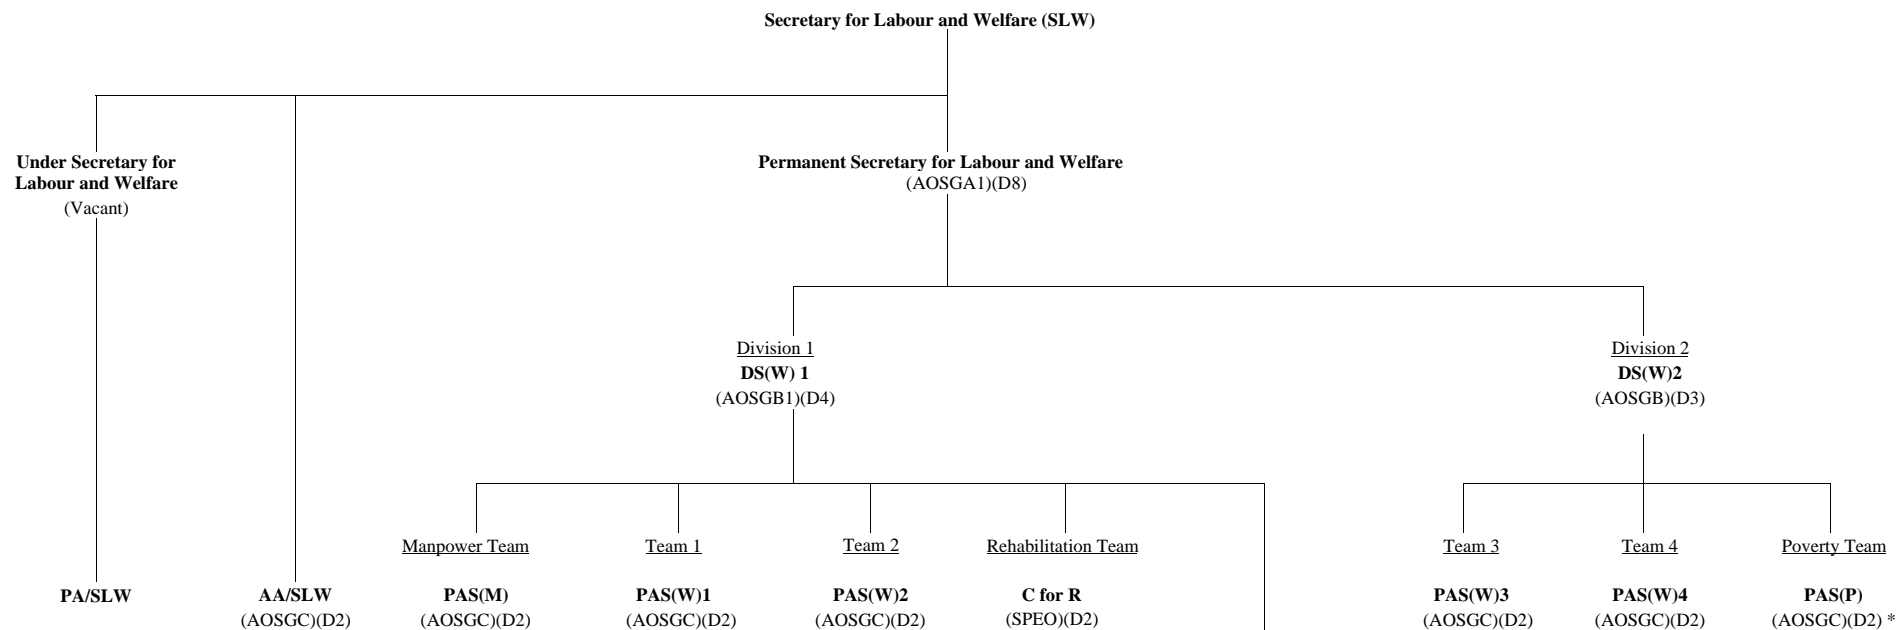 Secretary for Labour and Welfare (SLW)
Under Secretary for
Labour and Welfare
(Vacant)
Permanent Secretary for Labour and Welfare
(AOSGA1)(D8)
Division 1
DS(W) 1
(AOSGB1)(D4)
Division 2
DS(W)2
(AOSGB)(D3)
Manpower Team
Team 1
Team 2
Rehabilitation Team
Team 3
Team 4
Poverty Team
PA/SLW
AA/SLW
(AOSGC)(D2)
PAS(M)
(AOSGC)(D2)
PAS(W)1
(AOSGC)(D2)
PAS(W)2
(AOSGC)(D2)
C for R
(SPEO)(D2)
PAS(W)3
(AOSGC)(D2)
PAS(W)4
(AOSGC)(D2)
PAS(P)
(AOSGC)(D2) *